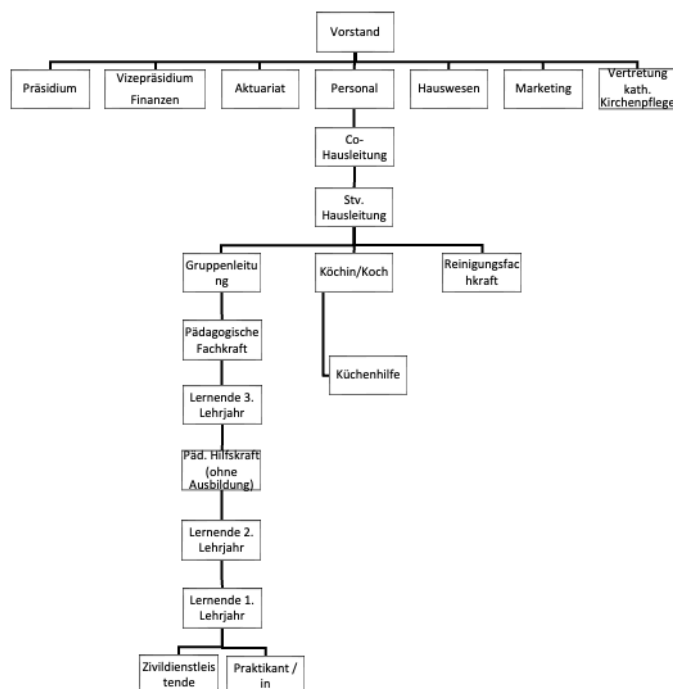 Vorstand
Präsidium
Vizepräsidium
Finanzen
Aktuariat
Personal
Hauswesen
Marketing
Vertretung
kath.
Kirchenpflege
Co-
Hausleitung
Stv.
Hausleitung
Gruppenleitu
ng
Köchin/Koch
Reinigungsfac
hkraft
Pädagogische
Fachkraft
Küchenhilfe
Lernende 3.
Lehrjahr
Päd. Hilfskraft
(ohne
Ausbildung)
Lernende 2.
Lehrjahr
Lernende 1.
Lehrjahr
Zivildienstleis
tende
Praktikant /
in